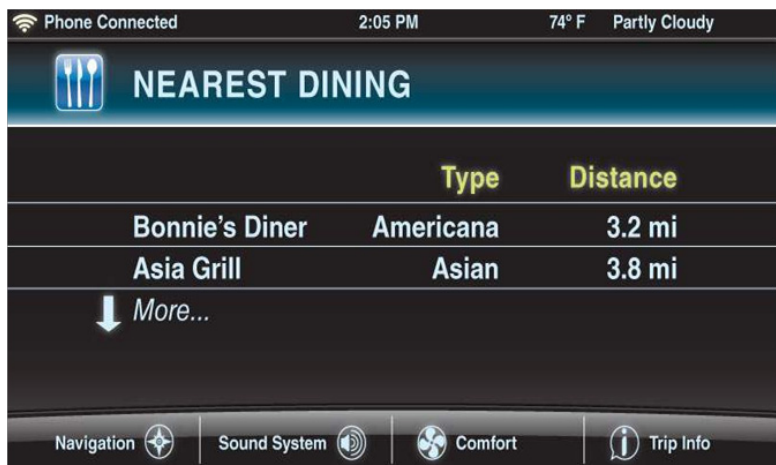 Phone Connected 2:05 PM 74° F Partly Cloudy
NEAREST DINING
Type Distance
Bonnie's Diner Americana 3.2 mi
Asia Grill Asian 3.8 mi
More...
Navigation Sound System Comfort i Trip Info